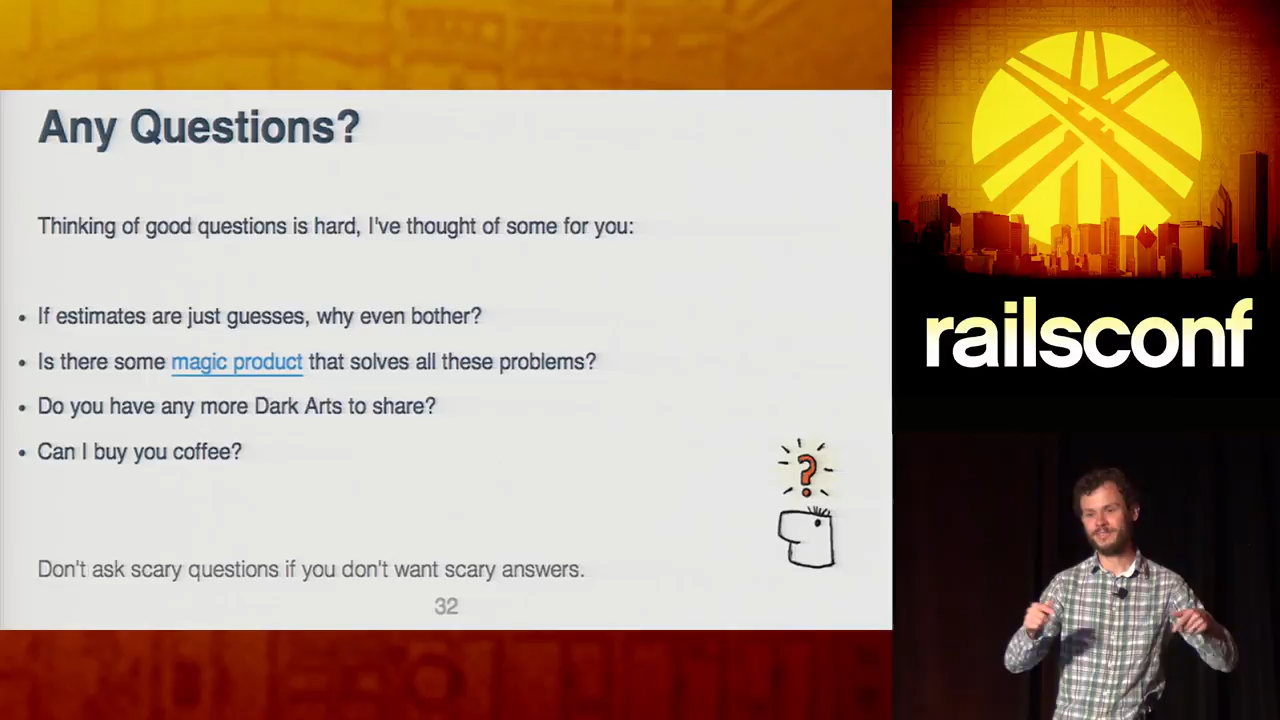 Any Questions?
Thinking of good questions is hard, I've thought of some for you:
• If estimates are just guesses, why even bother?
• Is there some magic product that solves all these problems?
• Do you have any more Dark Arts to share?
• Can I buy you coffee?
?
Don't ask scary questions if you don't want scary answers.
32
railsconf